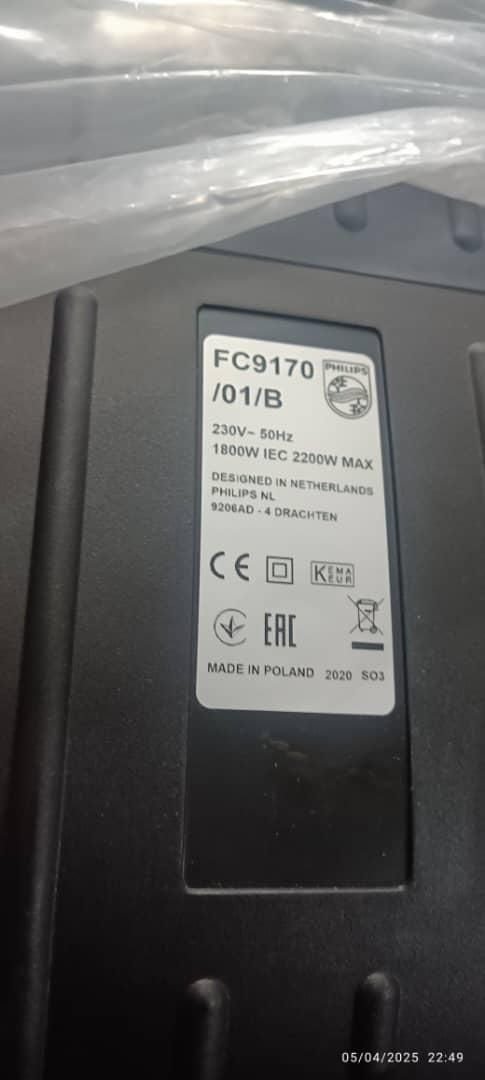 FC9170
/01/B
PHILIPS
230V~ 50Hz
1800W IEC 2200W MAX
DESIGNED IN NETHERLANDS
PHILIPS NL
9206AD - 4 DRACHTEN
CE
KEMA
EUR
EAC
MADE IN POLAND 2020 SO3
05/04/2025 22:49